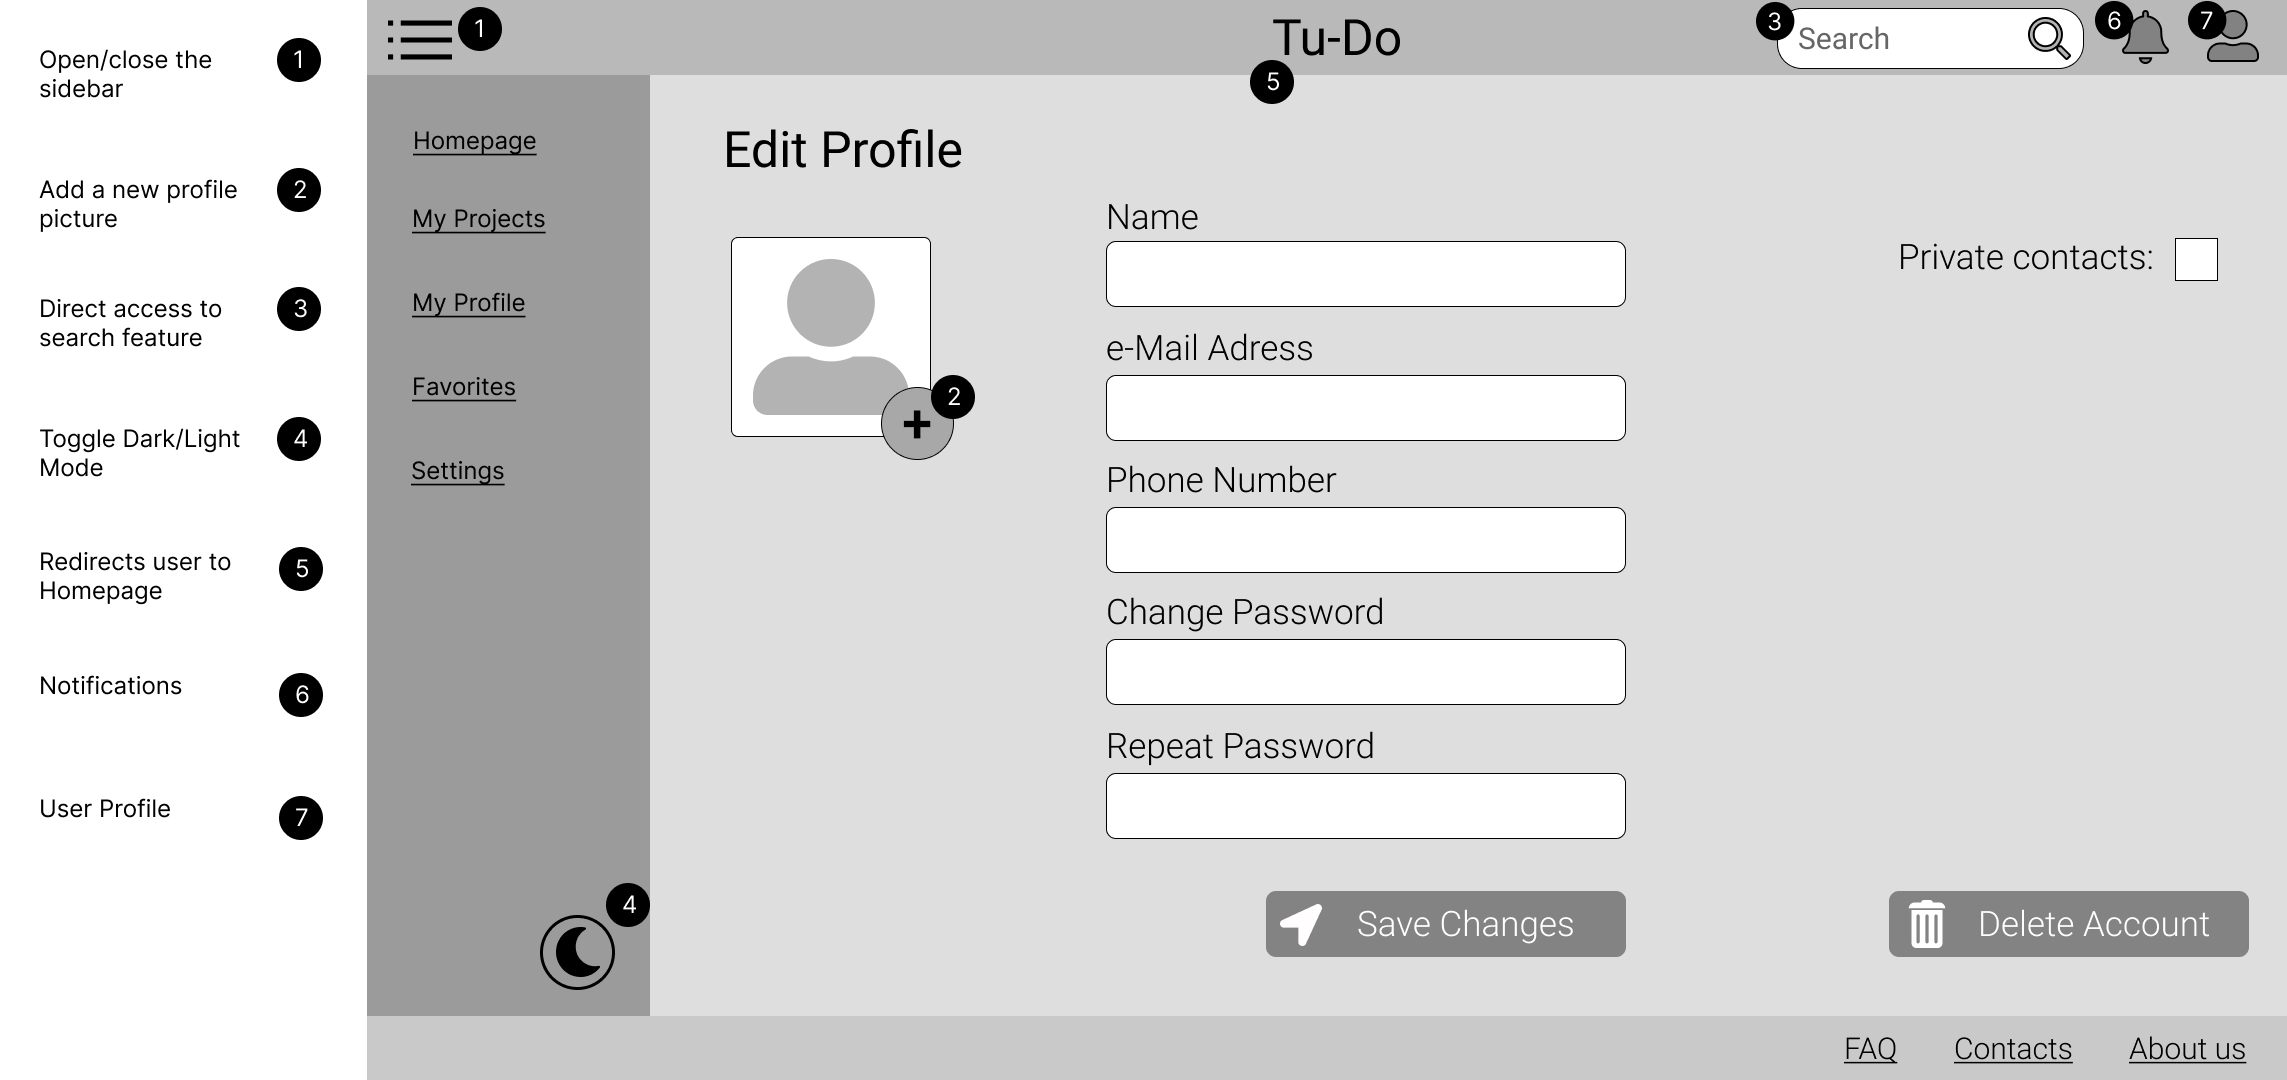 Open/close the
sidebar
1
Add a new profile
picture
2
Direct access to
search feature
3
Toggle Dark/Light
Mode
4
Redirects user to
Homepage
5
Notifications
6
User Profile
7
1
Tu-Do
5
3
Search
6
7
Homepage
My Projects
My Profile
Favorites
Settings
4
Edit Profile
2
Name
e-Mail Adress
Phone Number
Change Password
Repeat Password
Private contacts:
Save Changes
Delete Account
FAQ
Contacts
About us